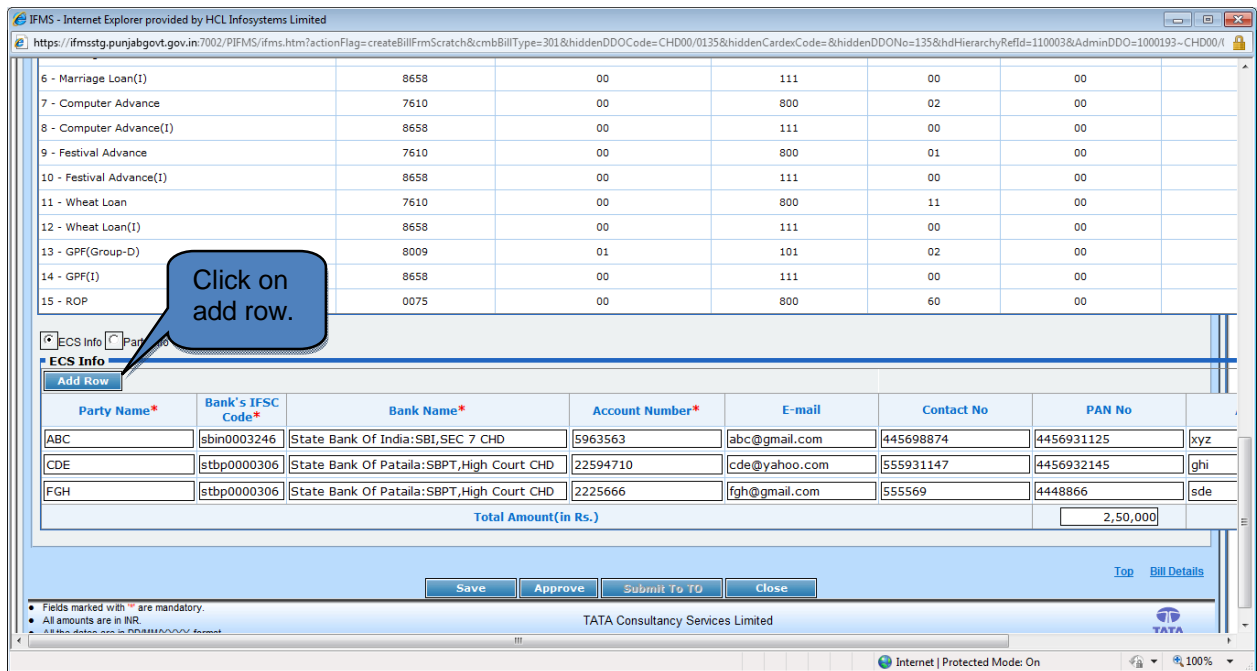 IFMS - Internet Explorer provided by HCL Infosystems Limited
https://ifmsstg.punjabgovt.gov.in:7002/PIFMS/ifms.htm?actionFlag=createBillFrmScratch&cmbBillType=301&hiddenDDOCode=CHD00/0135&hiddenCardexCode=&hiddenDDONo=135&hdHierarchyRefId=110003&AdminDDO=1000193~CHD00/(
6 - Marriage Loan(I) 8658 00 111 00 00
7 - Computer Advance 7610 00 800 02 00
8 - Computer Advance(I) 8658 00 111 00 00
9 - Festival Advance 7610 00 800 01 00
10 - Festival Advance(I) 8658 00 111 00 00
11 - Wheat Loan 7610 00 800 11 00
12 - Wheat Loan(I) 8658 00 111 00 00
13 - GPF(Group-D) 8009 01 101 02 00
14 - GPF(I) 8658 00 111 00 00
15 - ROP 0075 00 800 60 00
Click on
add row.
ECS Info
ECS Info
Add Row
Party Name* Bank's IFSC Code* Bank Name* Account Number* E-mail Contact No PAN No
ABC sbin0003246 State Bank Of India:SBI,SEC 7 CHD 5963563 abc@gmail.com 445698874 4456931125 xyz
CDE stbp0000306 State Bank Of Pataila:SBPT,High Court CHD 22594710 cde@yahoo.com 555931147 4456932145 ghi
FGH stbp0000306 State Bank Of Pataila:SBPT,High Court CHD 2225666 fgh@gmail.com 555569 4448866 sde
Total Amount(in Rs.) 2,50,000
Top Bill Details
Save Approve Submit To TO Close
• Fields marked with '*' are mandatory.
• All amounts are in INR.
TATA Consultancy Services Limited
• All the dates are in DD/MM/YYYY format
TATA
Internet | Protected Mode: On 100%